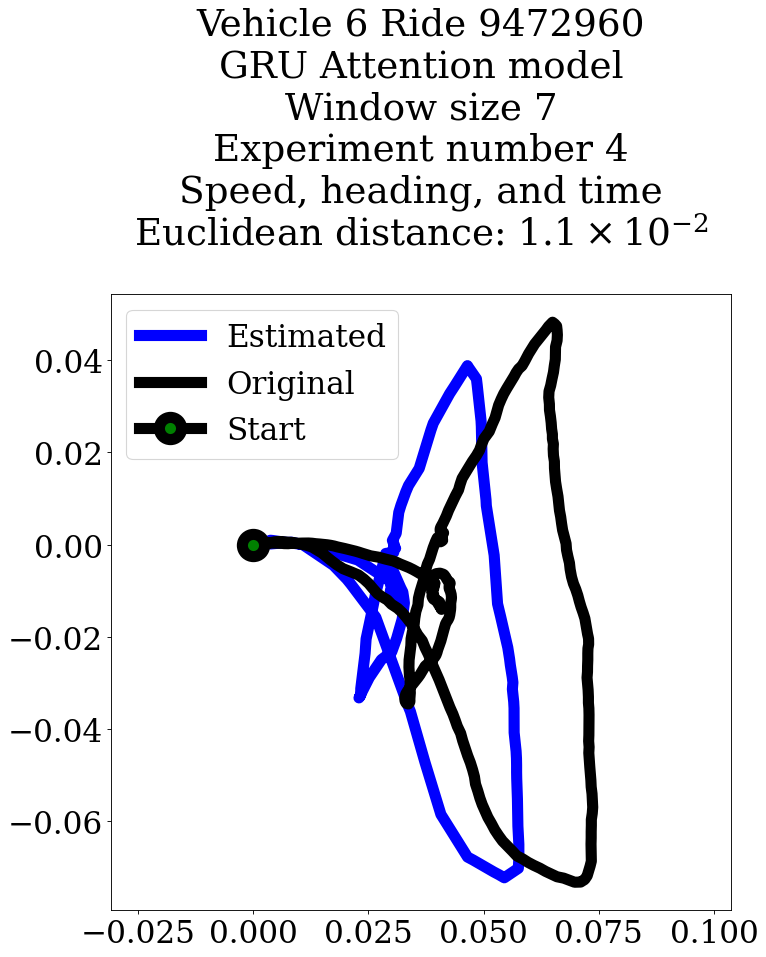 Vehicle 6 Ride 9472960
GRU Attention model
Window size 7
Experiment number 4
Speed, heading, and time
Euclidean distance: 1.1 × 10⁻²
Estimated
Original
Start
0.04
0.02
0.00
−0.02
−0.04
−0.06
−0.025 0.000 0.025 0.050 0.075 0.100